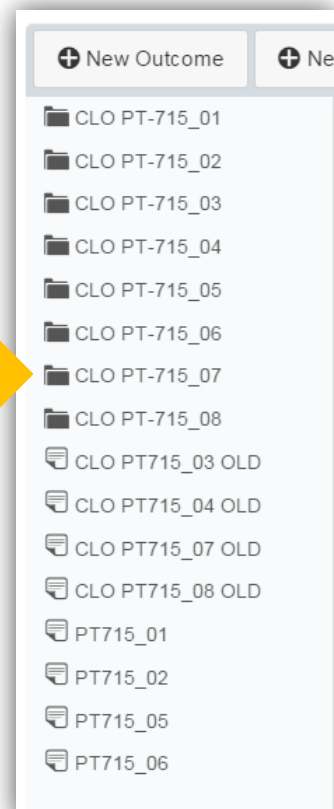 New Outcome Ne
CLO PT-715_01
CLO PT-715_02
CLO PT-715_03
CLO PT-715_04
CLO PT-715_05
CLO PT-715_06
CLO PT-715_07
CLO PT-715_08
CLO PT715_03 OLD
CLO PT715_04 OLD
CLO PT715_07 OLD
CLO PT715_08 OLD
PT715_01
PT715_02
PT715_05
PT715_06